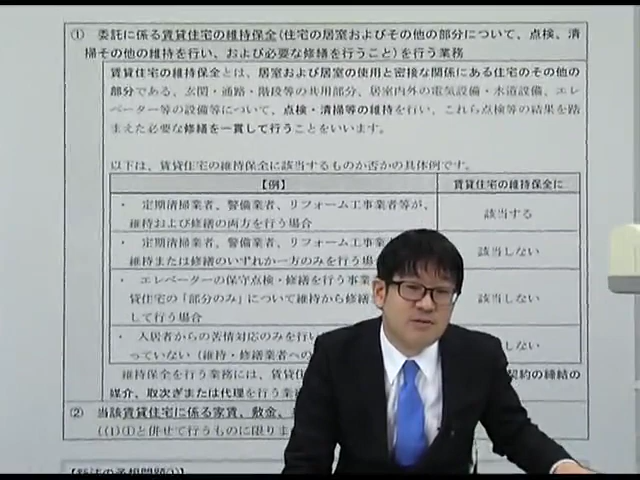 ① 委託に係る賃貸住宅の維持保全(住宅の居室およびその他の部分について、点検、清
掃その他の維持を行い、および必要な修繕を行うこと)を行う業務
賃貸住宅の維持保全とは、居室および居室の使用と密接な関係にある住宅のその他の
部分である、玄関・通路・階段等の共用部分、居室内外の電気設備・水道設備、エレ
ベーター等の設備等について、点検・清掃等の維持を行い、これら点検等の結果を踏
まえた必要な修繕を一貫して行うことをいいます。
以下は、賃貸住宅の維持保全に該当するものか否かの具体例です。
【例】 賃貸住宅の維持保全に
・ 定期清掃業者、警備業者、リフォーム工事業者等が、
維持および修繕の両方を行う場合
該当する
・ 定期清掃業者、警備業者、リフォーム工事業
維持または修繕のいずれか一方のみを行う場
該当しない
・ エレベーターの保守点検・修繕を行う事業
貸住宅の「部分のみ」について維持から修繕
して行う場合
該当しない
・ 入居者からの苦情対応のみを行い
っていない(維持・修繕業者への
しない
維持保全を行う業務には、賃貸住 契約の締結の
媒介、取次ぎまたは代理を行う業
② 当該賃貸住宅に係る家賃、敷金、
((1)①と併せて行うものに限りま